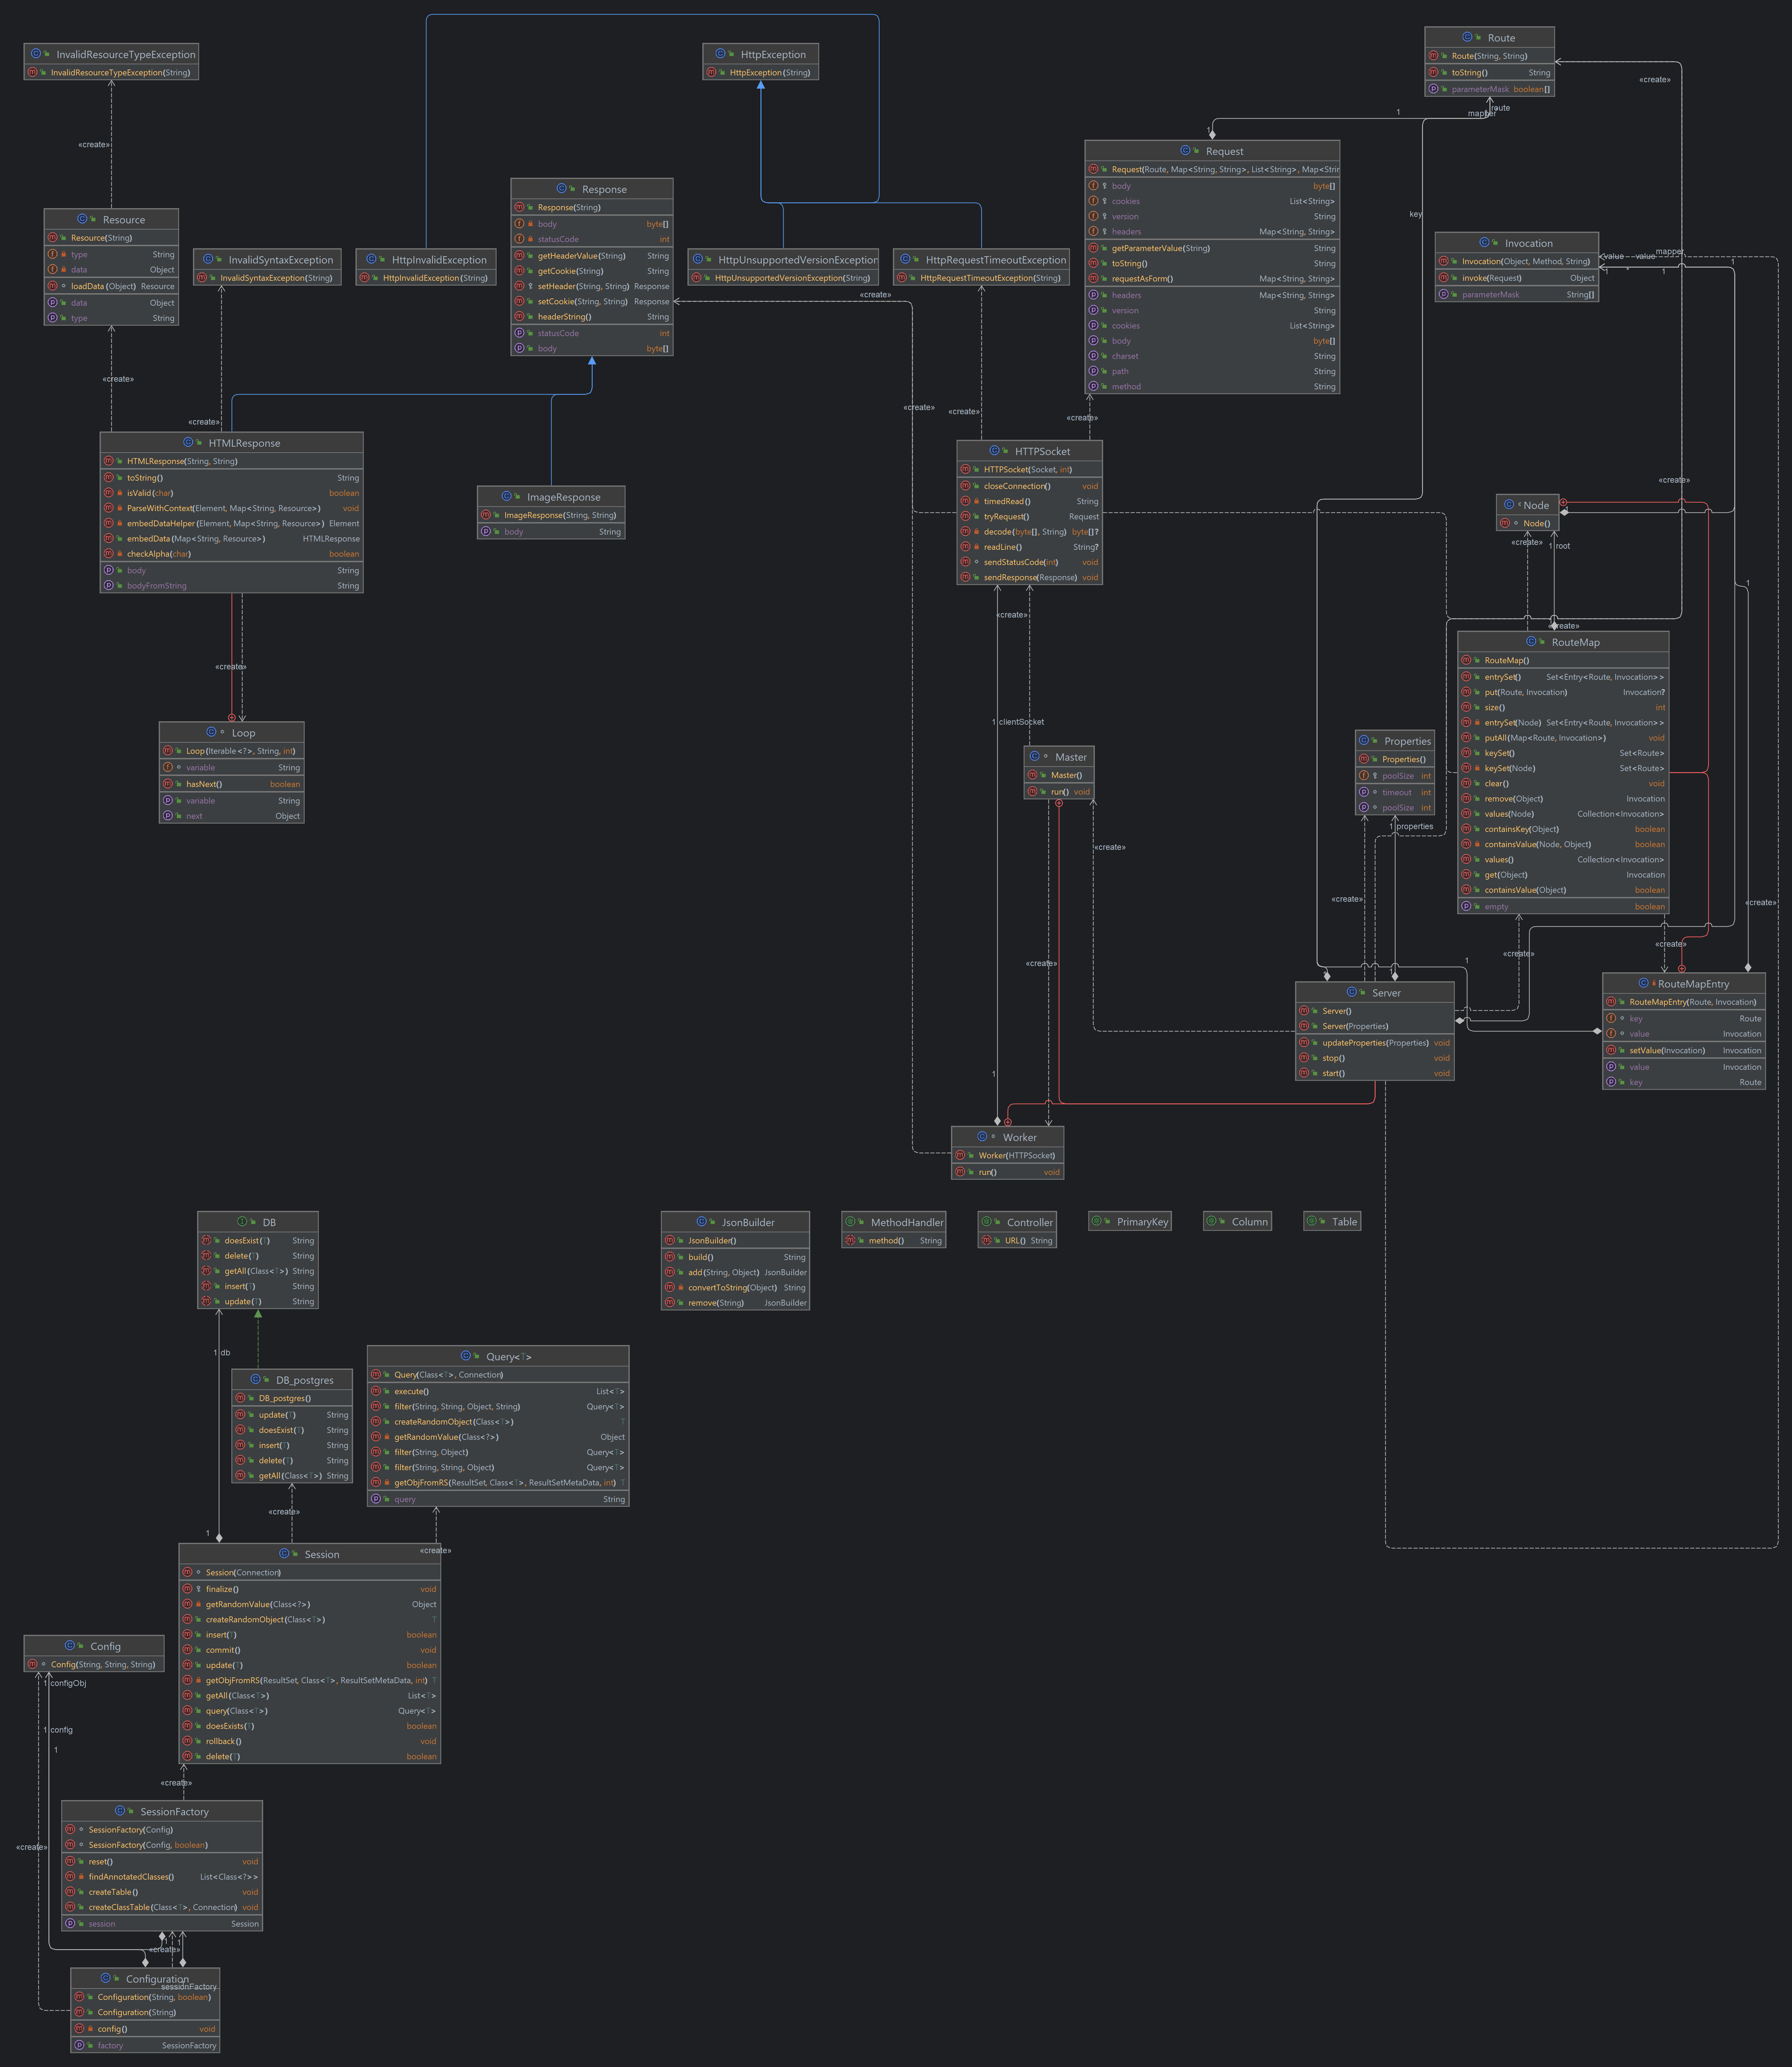 InvalidResourceTypeException
InvalidResourceTypeException(String)
«create»
Resource
Resource(String)
type String
data Object
loadData(Object) Resource
data Object
type String
«create»
InvalidSyntaxException
InvalidSyntaxException(String)
«create»
HttpInvalidException
HttpInvalidException(String)
HttpException
HttpException(String)
HttpUnsupportedVersionException
HttpUnsupportedVersionException(String)
HttpRequestTimeoutException
HttpRequestTimeoutException(String)
Response
Response(String)
body byte[]
statusCode int
getHeaderValue(String) String
getCookie(String) String
setHeader(String, String) Response
setCookie(String, String) Response
headerString() String
statusCode int
body byte[]
«create»
«create»
«create»
«create»
HTMLResponse
HTMLResponse(String, String)
toString() String
isValid(char) boolean
ParseWithContext(Element, Map<String, Resource>) void
embedDataHelper(Element, Map<String, Resource>) Element
embedData(Map<String, Resource>) HTMLResponse
checkAlpha(char) boolean
body String
bodyFromString String
«create»
Loop
Loop(Iterable<?>, String, int)
variable String
hasNext() boolean
variable String
next Object
ImageResponse
ImageResponse(String, String)
body String
Route
Route(String, String)
toString() String
parameterMask boolean[]
«create»
1
route
mapper
1
Request
Request(Route, Map<String, String>, List<String>, Map<Strin
body byte[]
cookies List<String>
version String
headers Map<String, String>
getParameterValue(String) String
toString() String
requestAsForm() Map<String, String>
headers Map<String, String>
version String
cookies List<String>
body byte[]
charset String
path String
method String
key
Invocation
Invocation(Object, Method, String)
invoke(Request) Object
parameterMask String[]
mapper
value
value
1
*
1
1
HTTPSocket
HTTPSocket(Socket, int)
closeConnection() void
timedRead() String
tryRequest() Request
decode(byte[], String) byte[]?
readLine() String?
sendStatusCode(int) void
sendResponse(Response) void
«create»
«create»
Node
Node()
«create»
1 root
1
«create»
RouteMap
RouteMap()
entrySet() Set<Entry<Route, Invocation>>
put(Route, Invocation) Invocation?
size() int
entrySet(Node) Set<Entry<Route, Invocation>>
putAll(Map<Route, Invocation>) void
keySet() Set<Route>
keySet(Node) Set<Route>
clear() void
remove(Object) Invocation
values(Node) Collection<Invocation>
containsKey(Object) boolean
containsValue(Node, Object) boolean
values() Collection<Invocation>
get(Object) Invocation
containsValue(Object) boolean
empty boolean
1 clientSocket
Master
Master()
run() void
Properties
Properties()
poolSize int
timeout int
poolSize int
1 properties
«create»
«create»
«create»
«create»
«create»
«create»
1
1
Server
Server()
Server(Properties)
updateProperties(Properties) void
stop() void
start() void
RouteMapEntry
RouteMapEntry(Route, Invocation)
key Route
value Invocation
setValue(Invocation) Invocation
value Invocation
key Route
1
Worker
Worker(HTTPSocket)
run() void
DB
doesExist(T) String
delete(T) String
getAll(Class<T>) String
insert(T) String
update(T) String
JsonBuilder
JsonBuilder()
build() String
add(String, Object) JsonBuilder
convertToString(Object) String
remove(String) JsonBuilder
MethodHandler
method() String
Controller
URL() String
PrimaryKey
Column
Table
1 db
DB_postgres
DB_postgres()
update(T) String
doesExist(T) String
insert(T) String
delete(T) String
getAll(Class<T>) String
Query<T>
Query(Class<T>, Connection)
execute() List<T>
filter(String, String, Object, String) Query<T>
createRandomObject(Class<T>) T
getRandomValue(Class<?>) Object
filter(String, Object) Query<T>
filter(String, String, Object) Query<T>
getObjFromRS(ResultSet, Class<T>, ResultSetMetaData, int) T
query String
«create»
1
«create»
Session
Session(Connection)
finalize() void
getRandomValue(Class<?>) Object
createRandomObject(Class<T>) T
insert(T) boolean
commit() void
update(T) boolean
getObjFromRS(ResultSet, Class<T>, ResultSetMetaData, int) T
getAll(Class<T>) List<T>
query(Class<T>) Query<T>
doesExists(T) boolean
rollback() void
delete(T) boolean
Config
Config(String, String, String)
1 configObj
1 config
1
«create»
SessionFactory
SessionFactory(Config)
SessionFactory(Config, boolean)
reset() void
findAnnotatedClasses() List<Class<?>>
createTable() void
createClassTable(Class<T>, Connection) void
session Session
«create»
1
1
«create»
Configuration
sessionFactory
Configuration(String, boolean)
Configuration(String)
config() void
factory SessionFactory